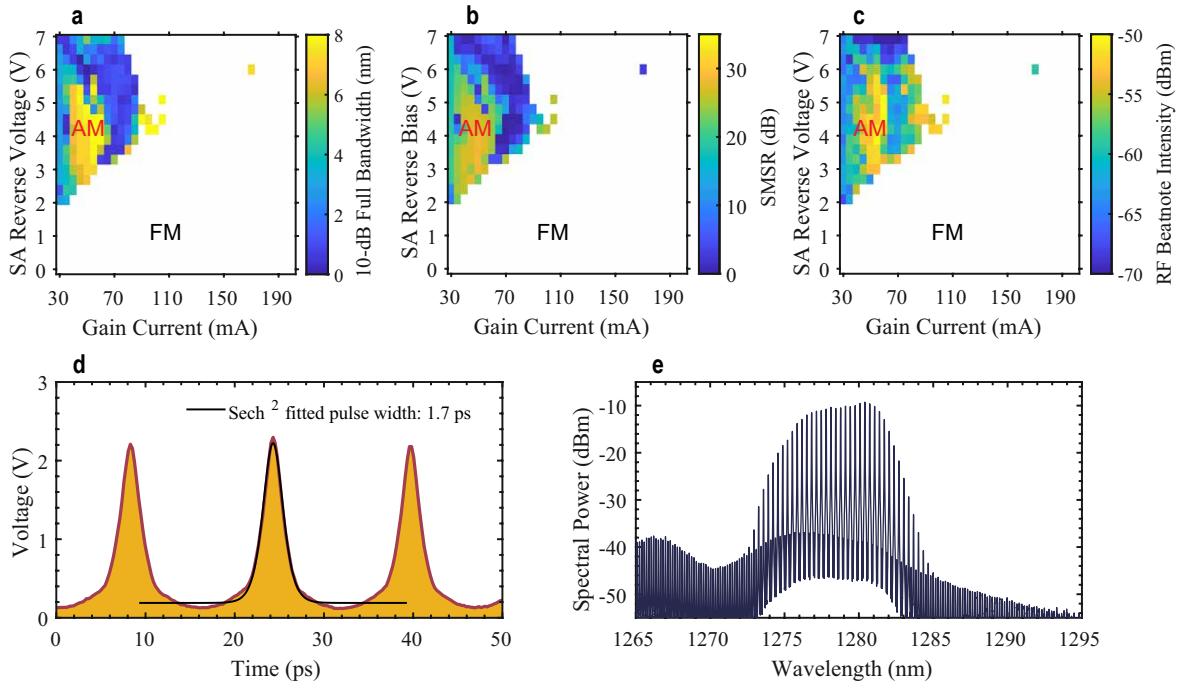 a
SA Reverse Voltage (V)
7
6
5
4
3
2
1
0
AM
FM
30 70 110 150 190
Gain Current (mA)
8
6
4
2
0
10-dB Full Bandwidth (nm)
b
SA Reverse Bias (V)
7
6
5
4
3
2
1
0
AM
FM
30 70 110 150 190
Gain Current (mA)
30
20
10
0
SMSR (dB)
c
SA Reverse Voltage (V)
7
6
5
4
3
2
1
0
AM
FM
30 70 110 150 190
Gain Current (mA)
-50
-55
-60
-65
-70
RF Beatnote Intensity (dBm)
d
Voltage (V)
3
2
1
0
Sech ² fitted pulse width: 1.7 ps
0 10 20 30 40 50
Time (ps)
e
Spectral Power (dBm)
-10
-20
-30
-40
-50
1265 1270 1275 1280 1285 1290 1295
Wavelength (nm)